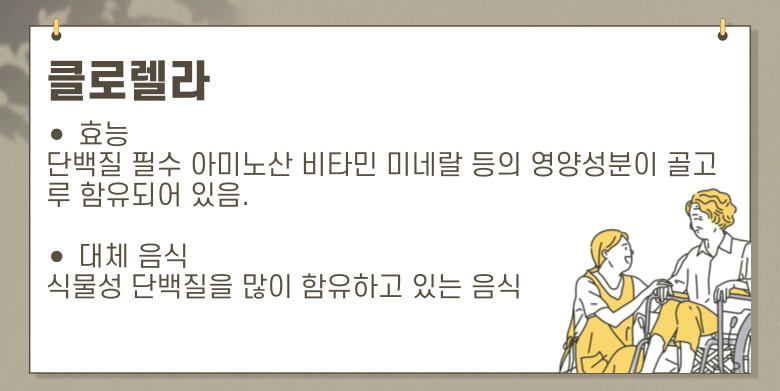 클로렐라
• 효능
단백질 필수 아미노산 비타민 미네랄 등의 영양성분이 골고
루 함유되어 있음.
• 대체 음식
식물성 단백질을 많이 함유하고 있는 음식